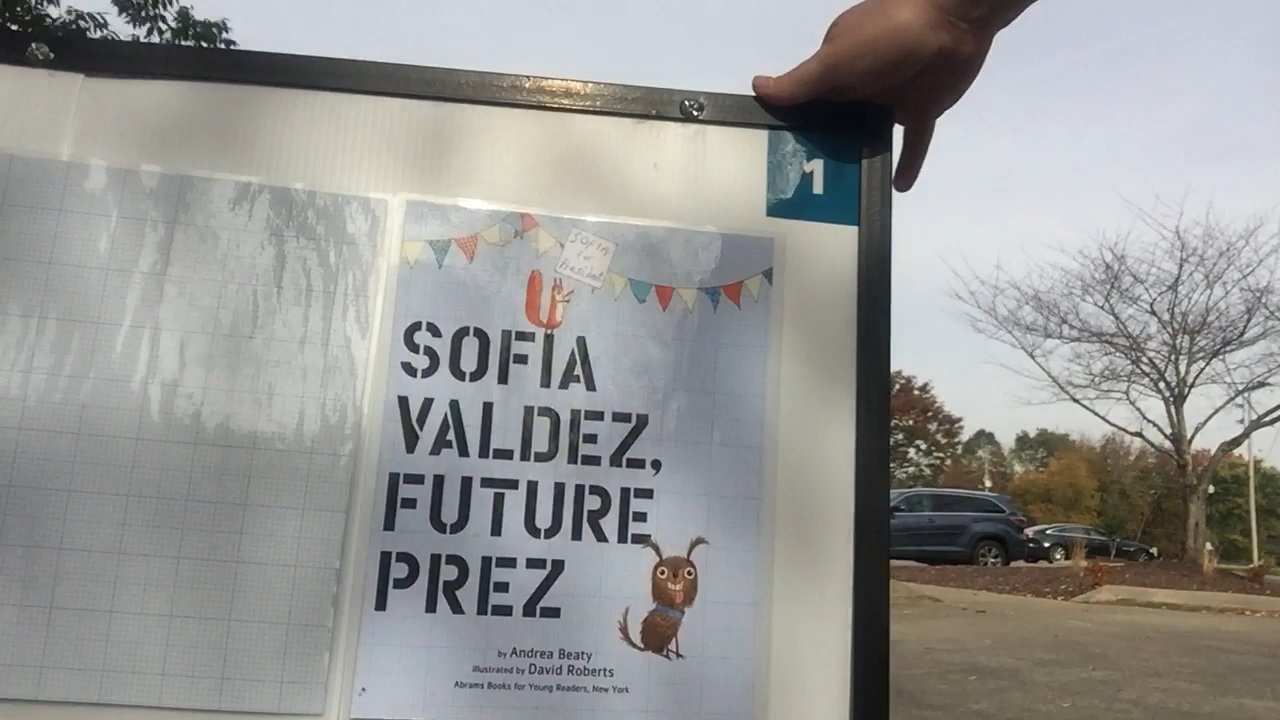 1
SOFIA
for
President
SOFIA
VALDEZ,
FUTURE
PREZ
by Andrea Beaty
illustrated by David Roberts
Abrams Books for Young Readers, New York